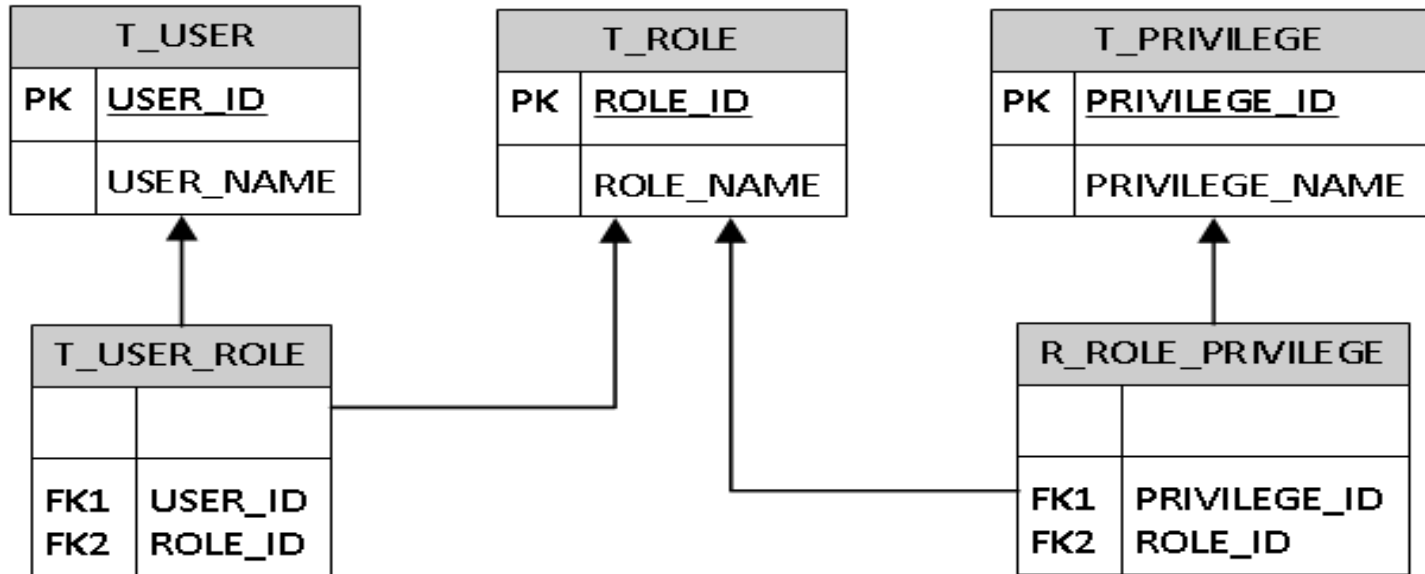 T_USER
PK USER_ID
USER_NAME
T_ROLE
PK ROLE_ID
ROLE_NAME
T_PRIVILEGE
PK PRIVILEGE_ID
PRIVILEGE_NAME
T_USER_ROLE
FK1 USER_ID
FK2 ROLE_ID
R_ROLE_PRIVILEGE
FK1 PRIVILEGE_ID
FK2 ROLE_ID